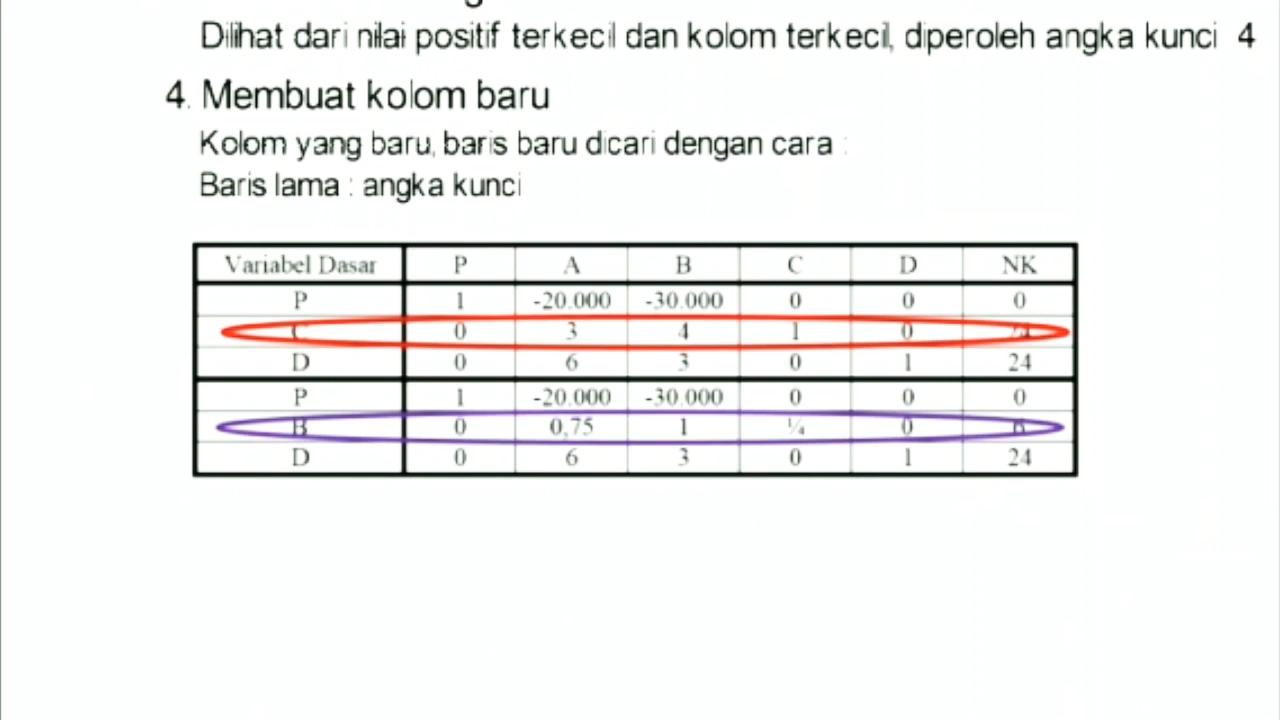 Dilihat dari nilai positif terkecil dan kolom terkecil, diperoleh angka kunci 4
4. Membuat kolom baru
Kolom yang baru, baris baru dicari dengan cara :
Baris lama : angka kunci
Variabel Dasar P A B C D NK
P 1 -20.000 -30.000 0 0 0
C 0 3 4 1 0
D 0 6 3 0 1 24
P 1 -20.000 -30.000 0 0 0
B 0 0,75 1 ¼ 0
D 0 6 3 0 1 24